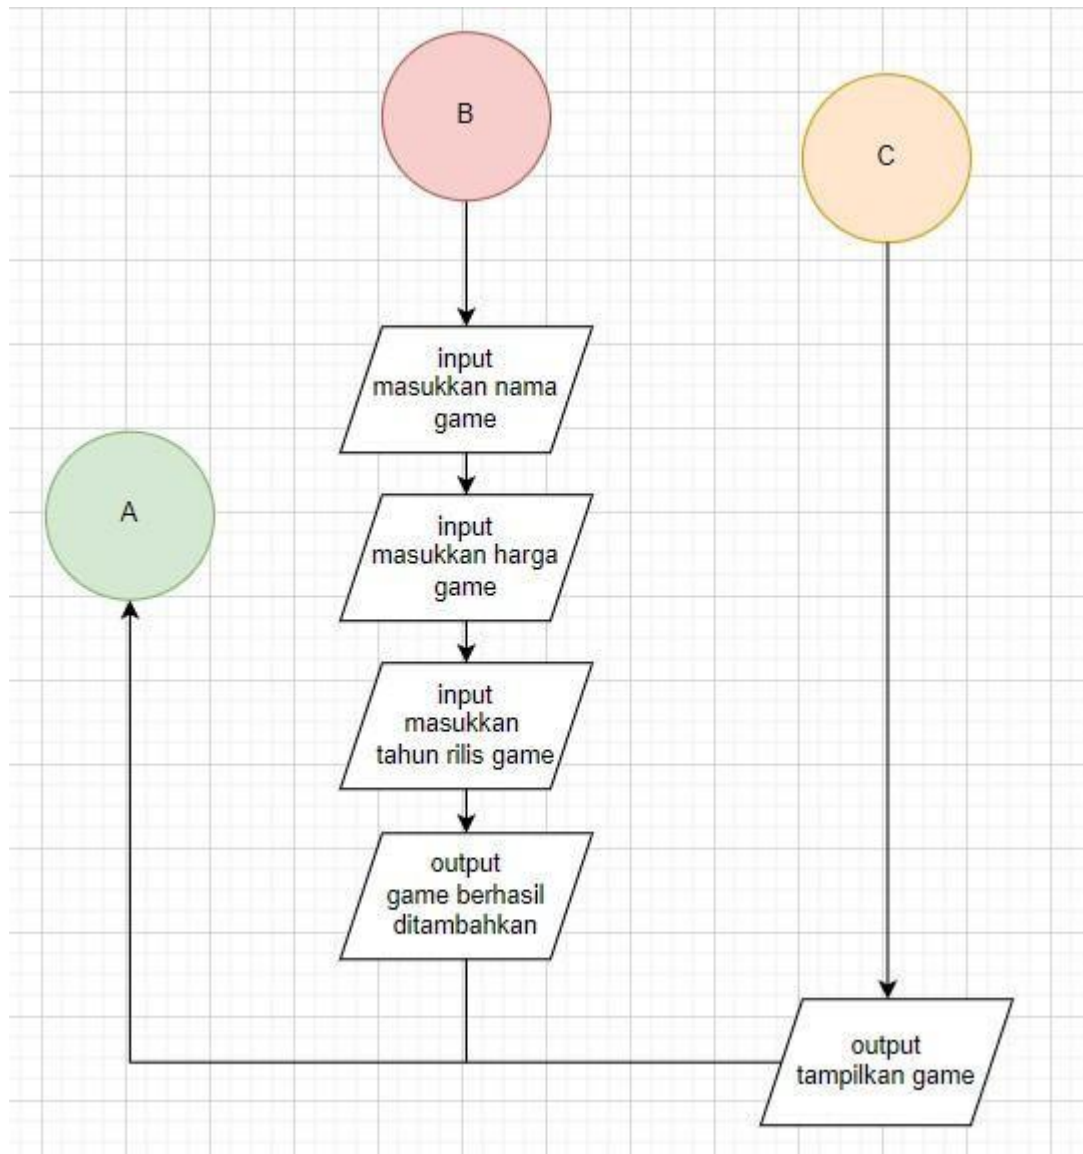 B
C
input
masukkan nama
game
A
input
masukkan harga
game
input
masukkan
tahun rilis game
output
game berhasil
ditambahkan
output
tampilkan game